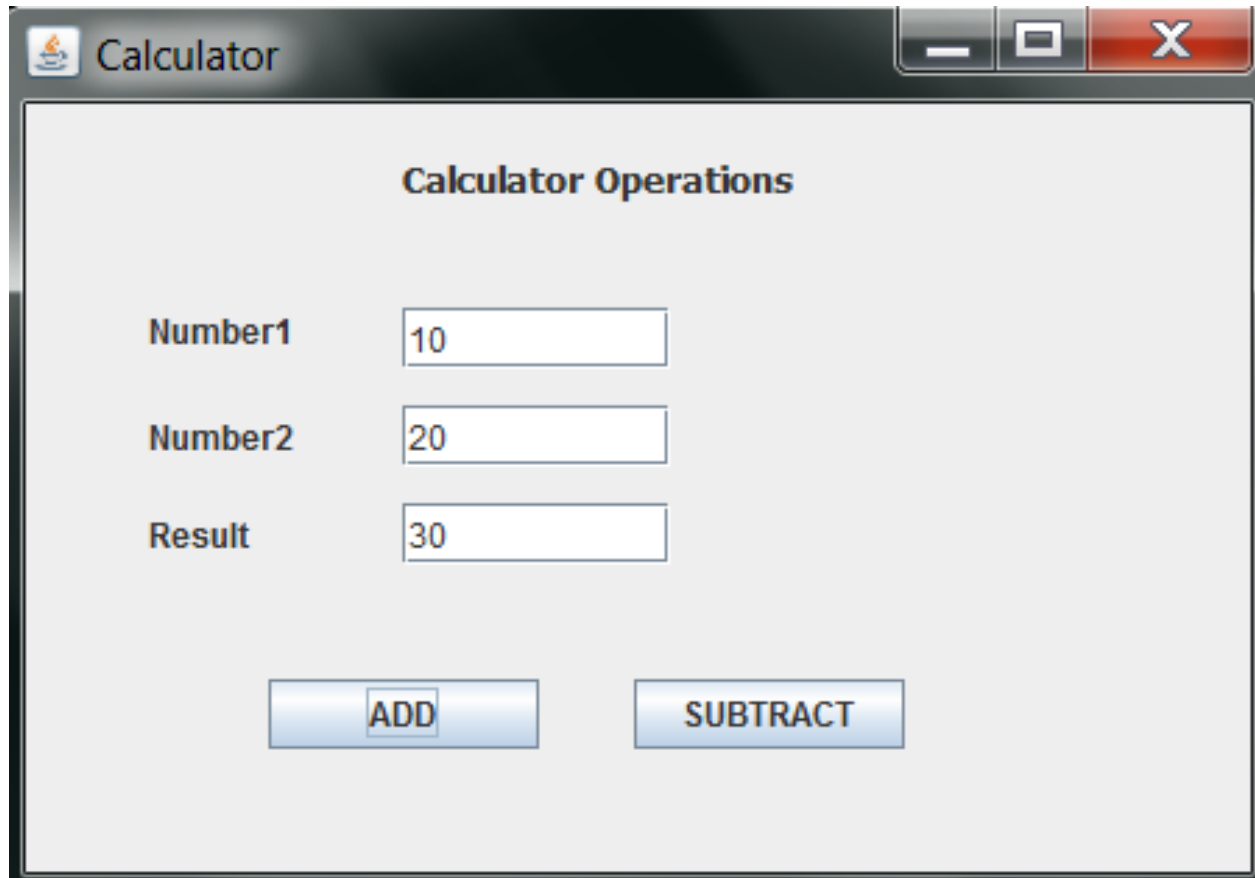 Calculator
Calculator Operations
Number1 10
Number2 20
Result 30
ADD SUBTRACT